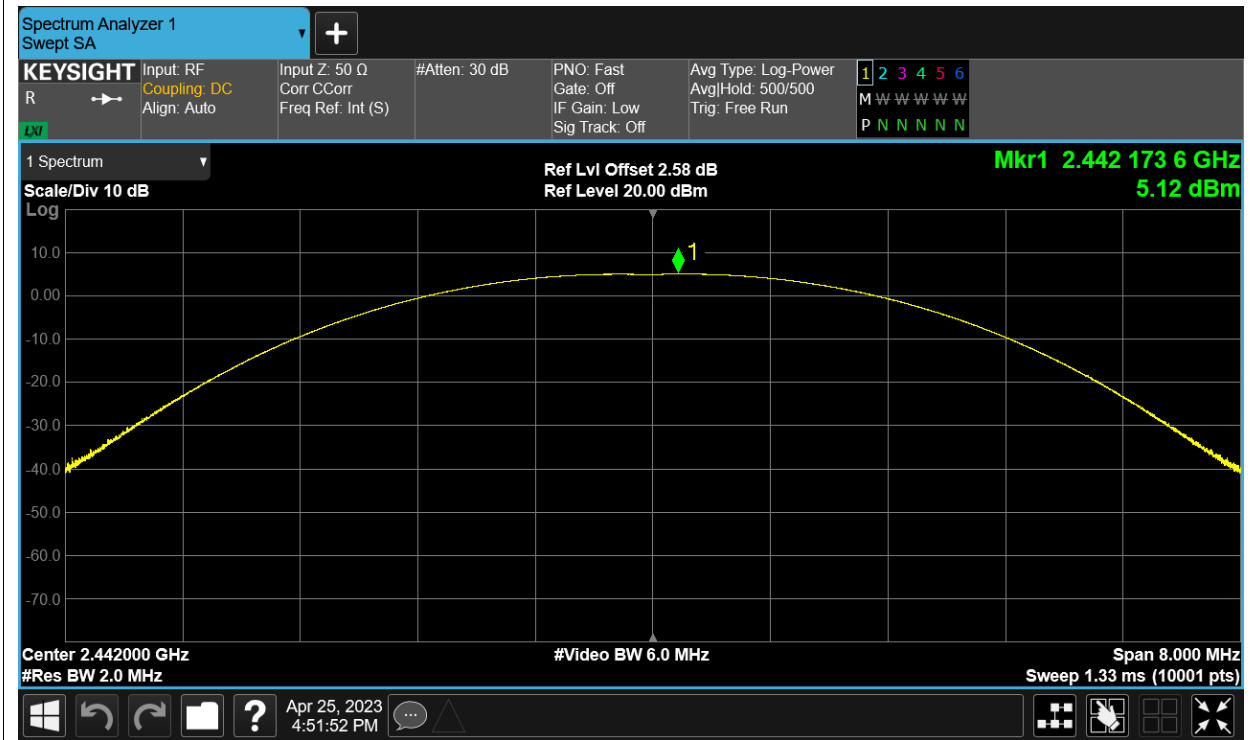 Spectrum Analyzer 1
Swept SA
KEYSIGHT
R
LXI
Input: RF
Coupling: DC
Align: Auto
Input Z: 50 Ω
Corr CCorr
Freq Ref: Int (S)
#Atten: 30 dB
PNO: Fast
Gate: Off
IF Gain: Low
Sig Track: Off
Avg Type: Log-Power
Avg|Hold: 500/500
Trig: Free Run
1 2 3 4 5 6
M W W W W W
P N N N N N
1 Spectrum
Scale/Div 10 dB
Log
Ref Lvl Offset 2.58 dB
Ref Level 20.00 dBm
Mkr1 2.442 173 6 GHz
5.12 dBm
1
10.0
0.00
-10.0
-20.0
-30.0
-40.0
-50.0
-60.0
-70.0
Center 2.442000 GHz
#Res BW 2.0 MHz
#Video BW 6.0 MHz
Span 8.000 MHz
Sweep 1.33 ms (10001 pts)
?
Apr 25, 2023
4:51:52 PM